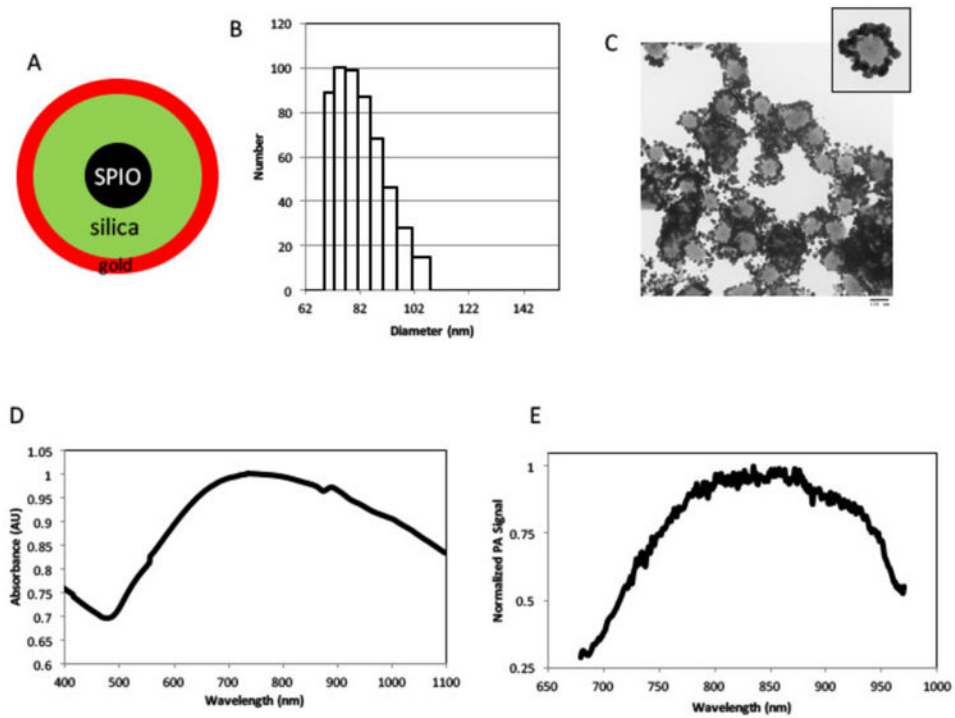 A
SPIO
silica
gold
B
120
100
80
60
40
20
0
Number
62 82 102 122 142
Diameter (nm)
C
D
1.05
1
0.95
0.9
0.85
0.8
0.75
0.7
0.65
0.6
Absorbance (AU)
400 500 600 700 800 900 1000 1100
Wavelength (nm)
E
1
0.75
0.5
0.25
Normalized PA Signal
650 700 750 800 850 900 950 1000
Wavelength (nm)